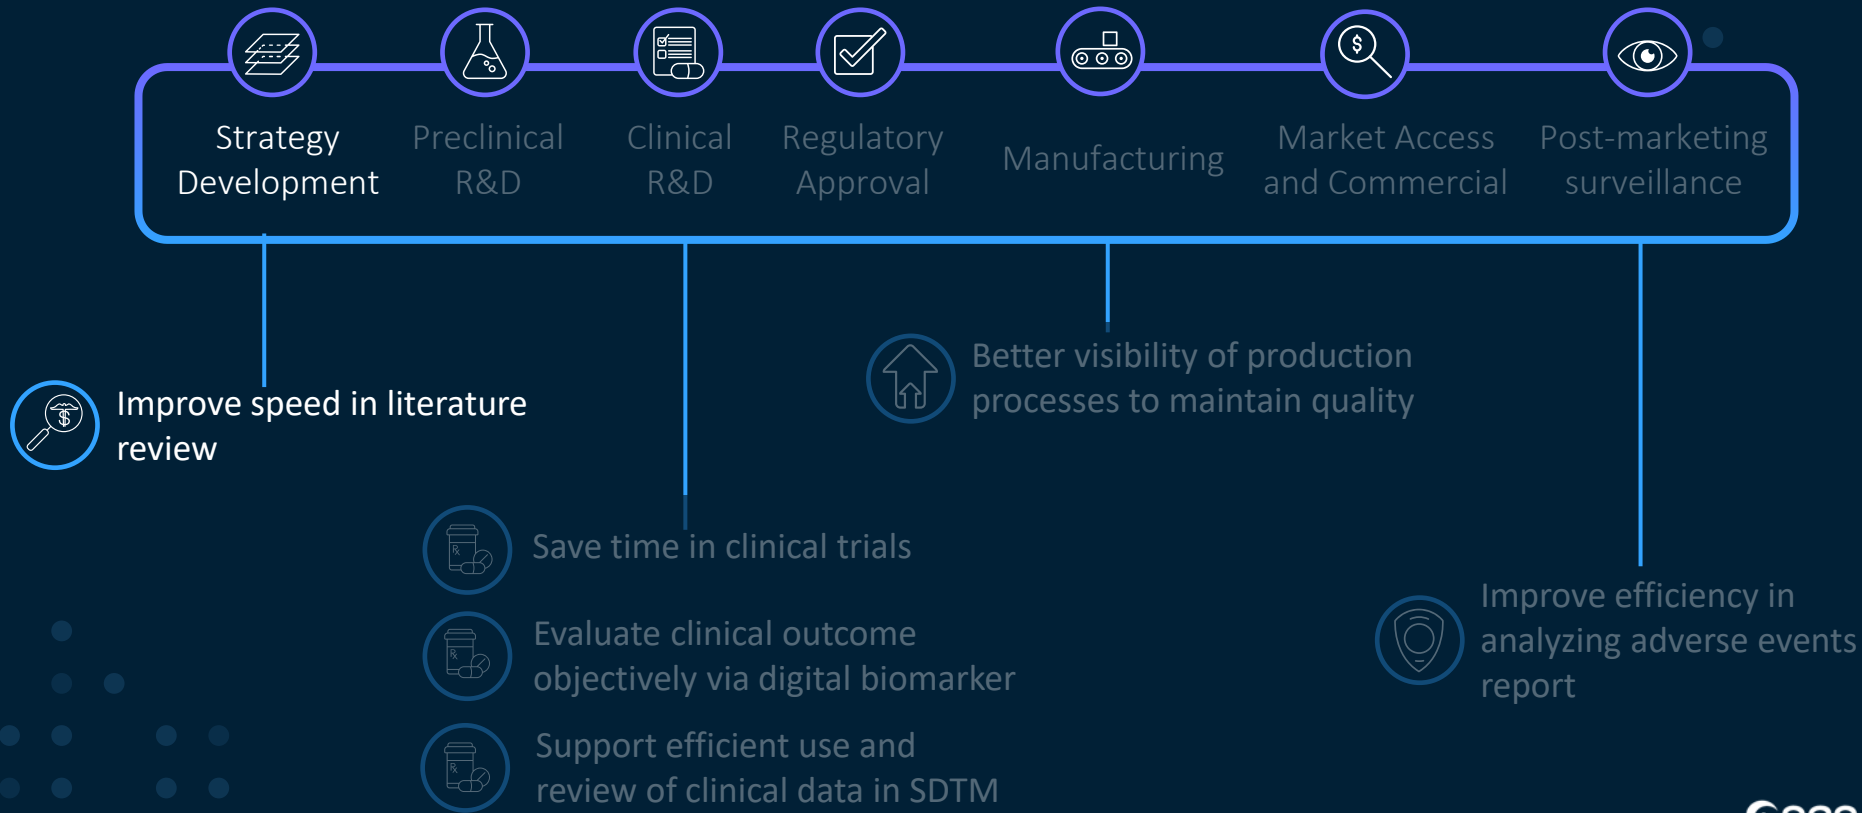 Strategy
Development
Preclinical
R&D
Clinical
R&D
Regulatory
Approval
Manufacturing
Market Access
and Commercial
Post-marketing
surveillance
Improve speed in literature
review
Better visibility of production
processes to maintain quality
Save time in clinical trials
Evaluate clinical outcome
objectively via digital biomarker
Support efficient use and
review of clinical data in SDTM
Improve efficiency in
analyzing adverse events
report